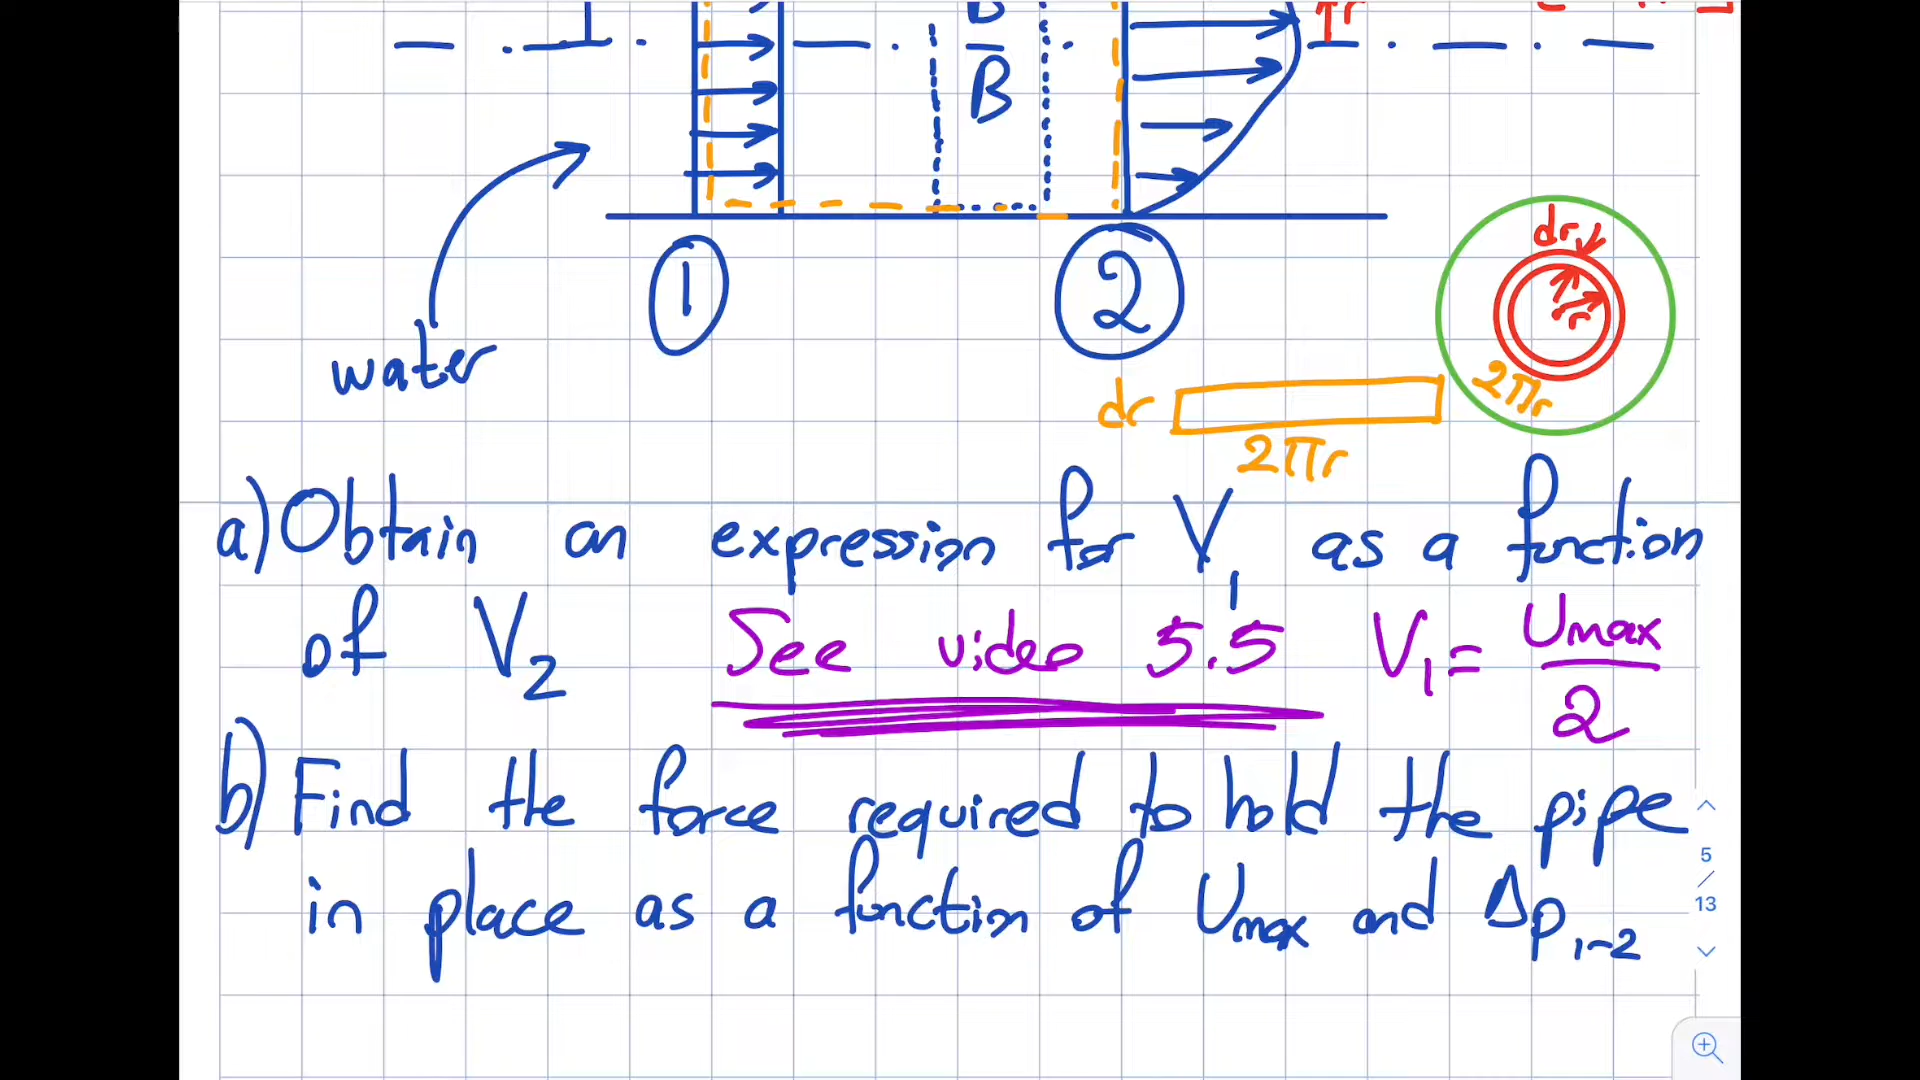 B
water
1
2
dr
r
2πr
dr
2πr
a) Obtain an expression for V₁ as a function
of V₂ See video 5.5 V₁ = Umax/2
b) Find the force required to hold the pipe
in place as a function of Umax and Δp₁₋₂
5
/
13